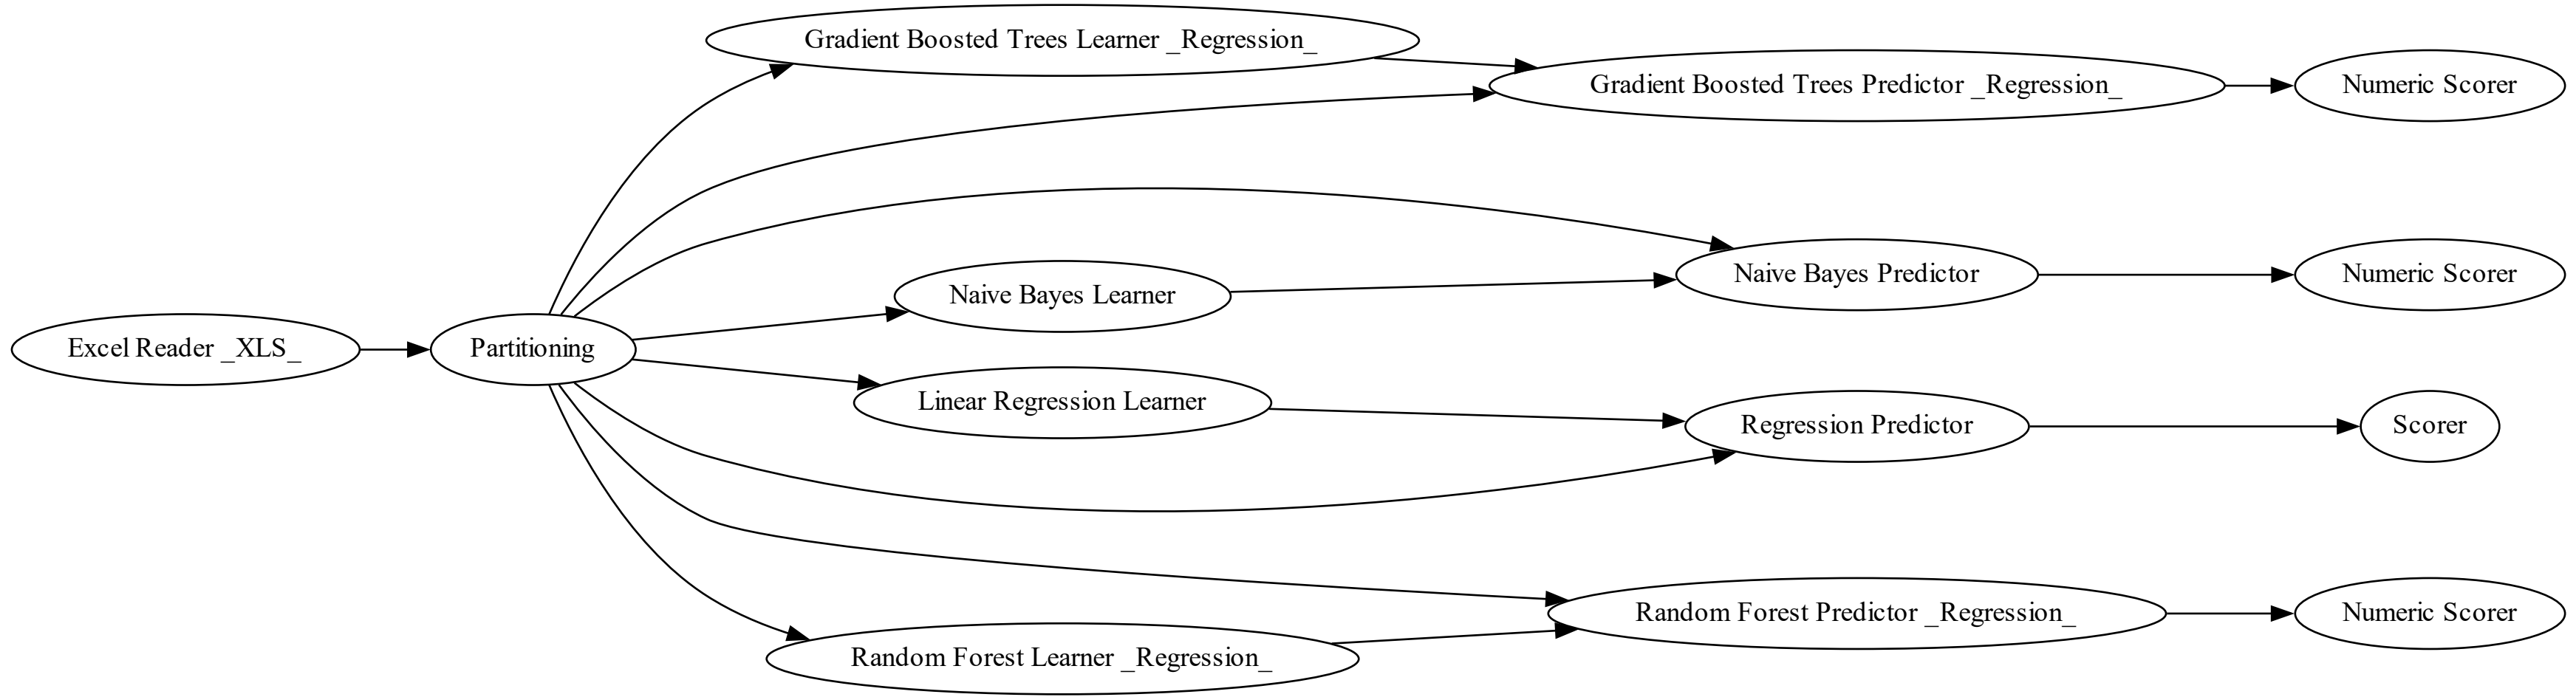 Gradient Boosted Trees Learner _Regression_
Gradient Boosted Trees Predictor _Regression_
Numeric Scorer
Naive Bayes Learner
Naive Bayes Predictor
Numeric Scorer
Excel Reader _XLS_
Partitioning
Linear Regression Learner
Regression Predictor
Scorer
Random Forest Predictor _Regression_
Numeric Scorer
Random Forest Learner _Regression_